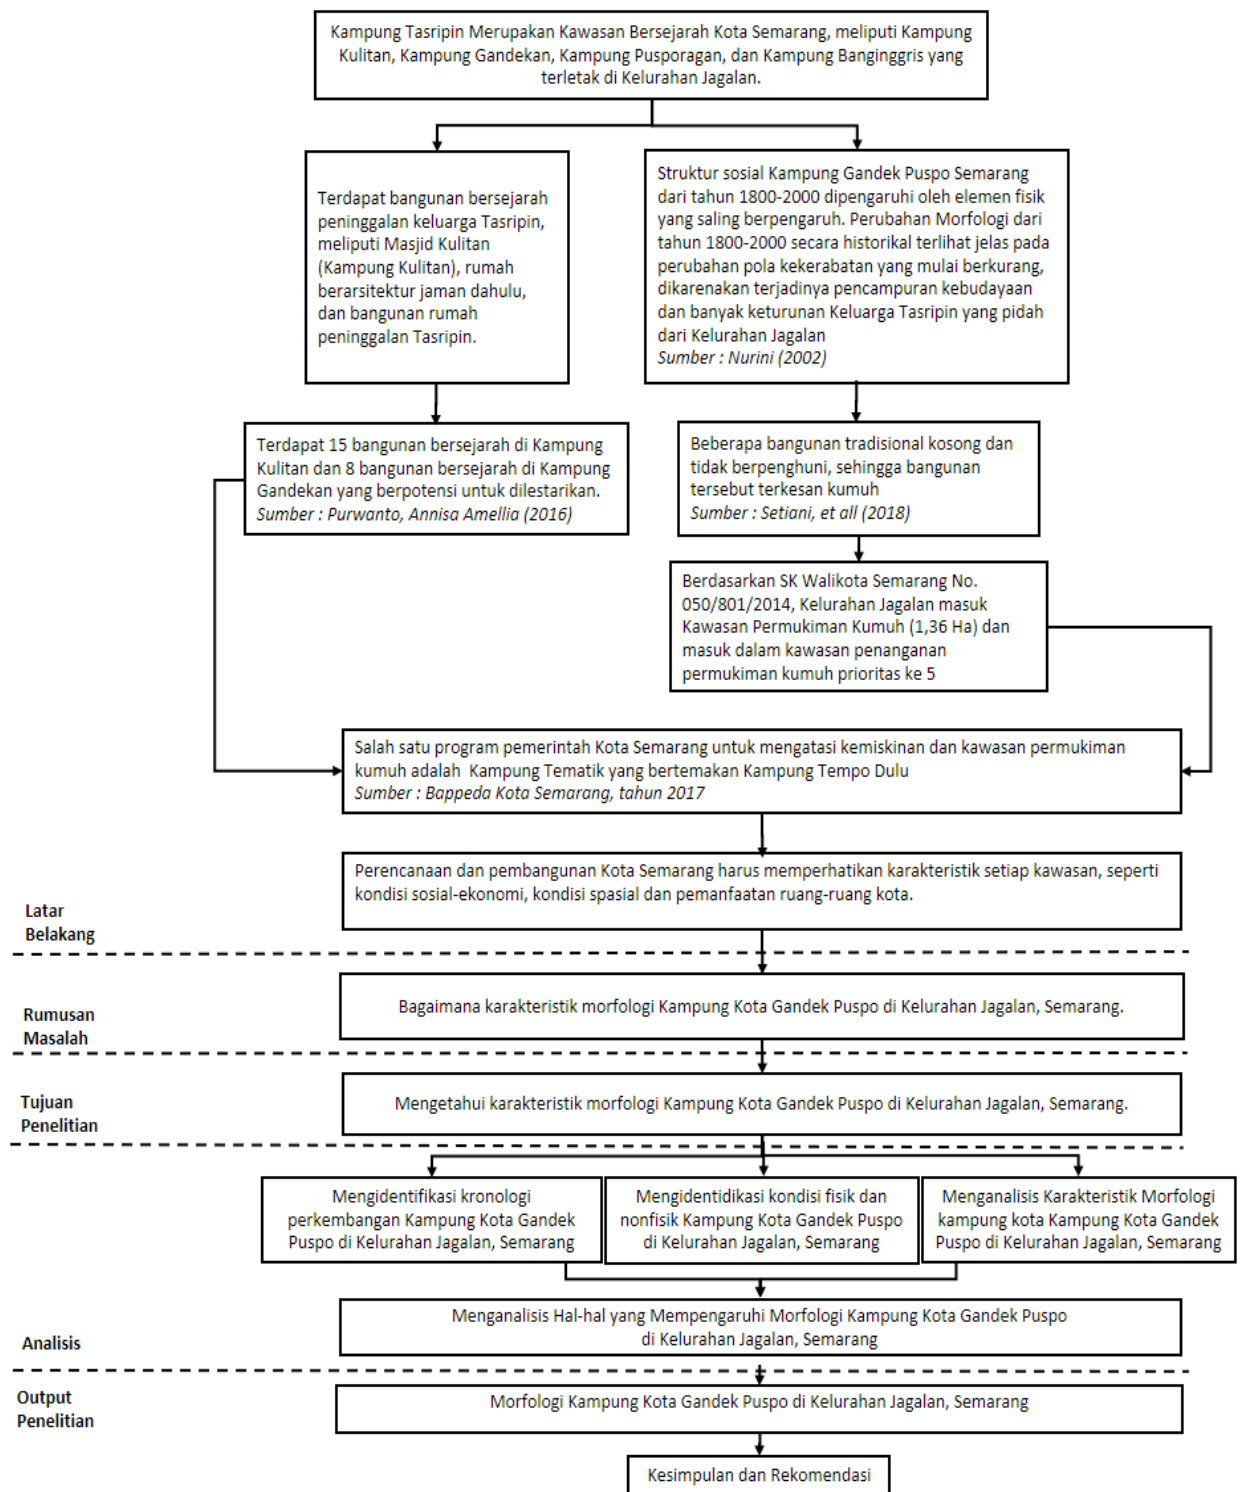 Kampung Tasripin Merupakan Kawasan Bersejarah Kota Semarang, meliputi Kampung
Kulitan, Kampung Gandekan, Kampung Pusporagan, dan Kampung Banginggris yang
terletak di Kelurahan Jagalan.
Terdapat bangunan bersejarah
peninggalan keluarga Tasripin,
meliputi Masjid Kulitan
(Kampung Kulitan), rumah
berarsitektur jaman dahulu,
dan bangunan rumah
peninggalan Tasripin.
Struktur sosial Kampung Gandek Puspo Semarang
dari tahun 1800-2000 dipengaruhi oleh elemen fisik
yang saling berpengaruh. Perubahan Morfologi dari
tahun 1800-2000 secara historikal terlihat jelas pada
perubahan pola kekerabatan yang mulai berkurang,
dikarenakan terjadinya pencampuran kebudayaan
dan banyak keturunan Keluarga Tasripin yang pidah
dari Kelurahan Jagalan
Sumber : Nurini (2002)
Terdapat 15 bangunan bersejarah di Kampung
Kulitan dan 8 bangunan bersejarah di Kampung
Gandekan yang berpotensi untuk dilestarikan.
Sumber : Purwanto, Annisa Amellia (2016)
Beberapa bangunan tradisional kosong dan
tidak berpenghuni, sehingga bangunan
tersebut terkesan kumuh
Sumber : Setiani, et all (2018)
Berdasarkan SK Walikota Semarang No.
050/801/2014, Kelurahan Jagalan masuk
Kawasan Permukiman Kumuh (1,36 Ha) dan
masuk dalam kawasan penanganan
permukiman kumuh prioritas ke 5
Salah satu program pemerintah Kota Semarang untuk mengatasi kemiskinan dan kawasan permukiman
kumuh adalah Kampung Tematik yang bertemakan Kampung Tempo Dulu
Sumber : Bappeda Kota Semarang, tahun 2017
Perencanaan dan pembangunan Kota Semarang harus memperhatikan karakteristik setiap kawasan, seperti
kondisi sosial-ekonomi, kondisi spasial dan pemanfaatan ruang-ruang kota.
Latar
Belakang
Bagaimana karakteristik morfologi Kampung Kota Gandek Puspo di Kelurahan Jagalan, Semarang.
Rumusan
Masalah
Mengetahui karakteristik morfologi Kampung Kota Gandek Puspo di Kelurahan Jagalan, Semarang.
Tujuan
Penelitian
Mengidentifikasi kronologi
perkembangan Kampung Kota Gandek
Puspo di Kelurahan Jagalan, Semarang
Mengidentidikasi kondisi fisik dan
nonfisik Kampung Kota Gandek Puspo
di Kelurahan Jagalan, Semarang
Menganalisis Karakteristik Morfologi
kampung kota Kampung Kota Gandek
Puspo di Kelurahan Jagalan, Semarang
Menganalisis Hal-hal yang Mempengaruhi Morfologi Kampung Kota Gandek Puspo
di Kelurahan Jagalan, Semarang
Analisis
Output
Penelitian
Morfologi Kampung Kota Gandek Puspo di Kelurahan Jagalan, Semarang
Kesimpulan dan Rekomendasi